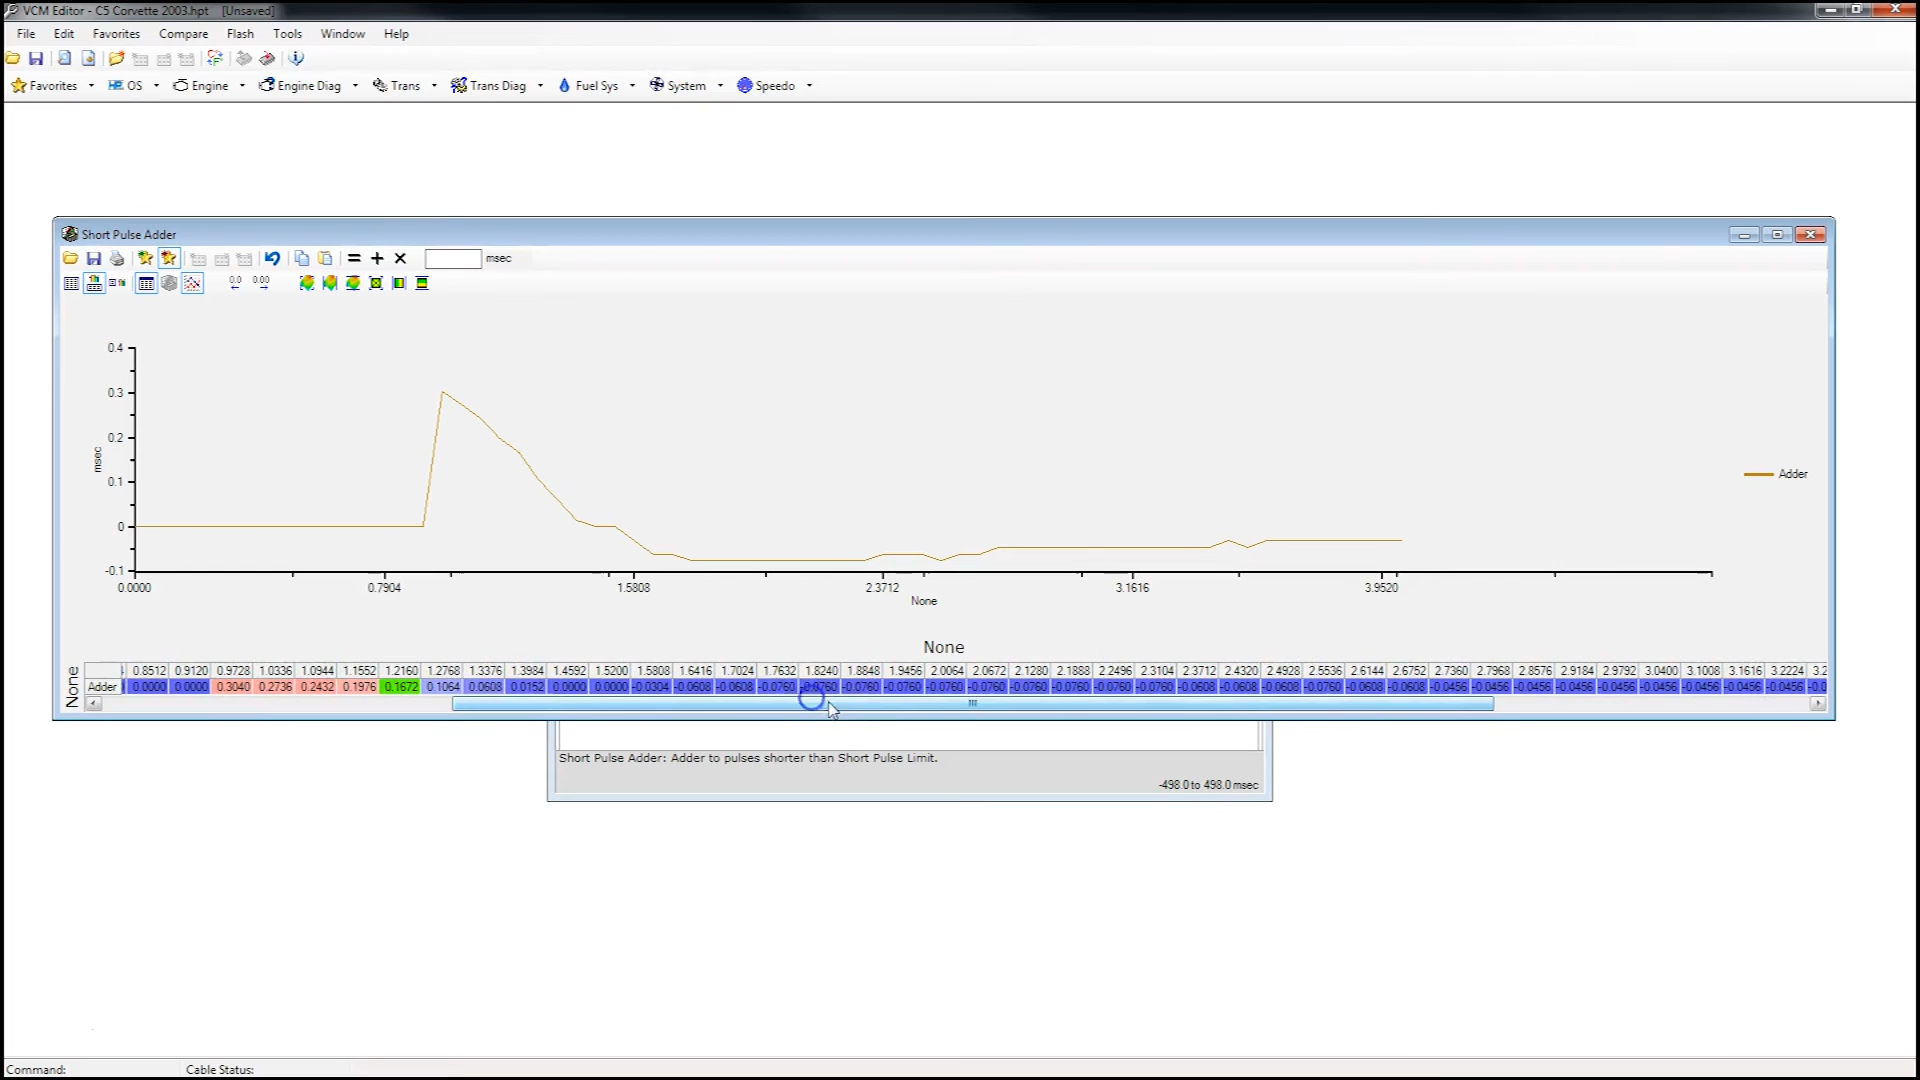 VCM Editor - C5 Corvette 2003.hpt    [Unsaved]
File Edit Favorites Compare Flash Tools Window Help
Favorites OS Engine Engine Diag Trans Trans Diag Fuel Sys System Speedo
Short Pulse Adder
msec
0.4
0.3
0.2
0.1
0
-0.1
msec
Adder
0.0000 0.7904 1.5808 2.3712 3.1616 3.9520
None
None
None
0.8512 0.9120 0.9728 1.0336 1.0944 1.1552 1.2160 1.2768 1.3376 1.3984 1.4592 1.5200 1.5808 1.6416 1.7024 1.7632 1.8240 1.8848 1.9456 2.0064 2.0672 2.1280 2.1888 2.2496 2.3104 2.3712 2.4320 2.4928 2.5536 2.6144 2.6752 2.7360 2.7968 2.8576 2.9184 2.9792 3.0400 3.1008 3.1616 3.2224 3.2
Adder 0.0000 0.0000 0.3040 0.2736 0.2432 0.1976 0.1672 0.1064 0.0608 0.0152 0.0000 0.0000 -0.0304 -0.0608 -0.0608 -0.0760 -0.0760 -0.0760 -0.0760 -0.0760 -0.0760 -0.0760 -0.0760 -0.0760 -0.0760 -0.0608 -0.0608 -0.0608 -0.0760 -0.0608 -0.0608 -0.0456 -0.0456 -0.0456 -0.0456 -0.0456 -0.0456 -0.0456 -0.0456 -0.0456 -0.0
Short Pulse Adder: Adder to pulses shorter than Short Pulse Limit.
-498.0 to 498.0 msec
Command: Cable Status: